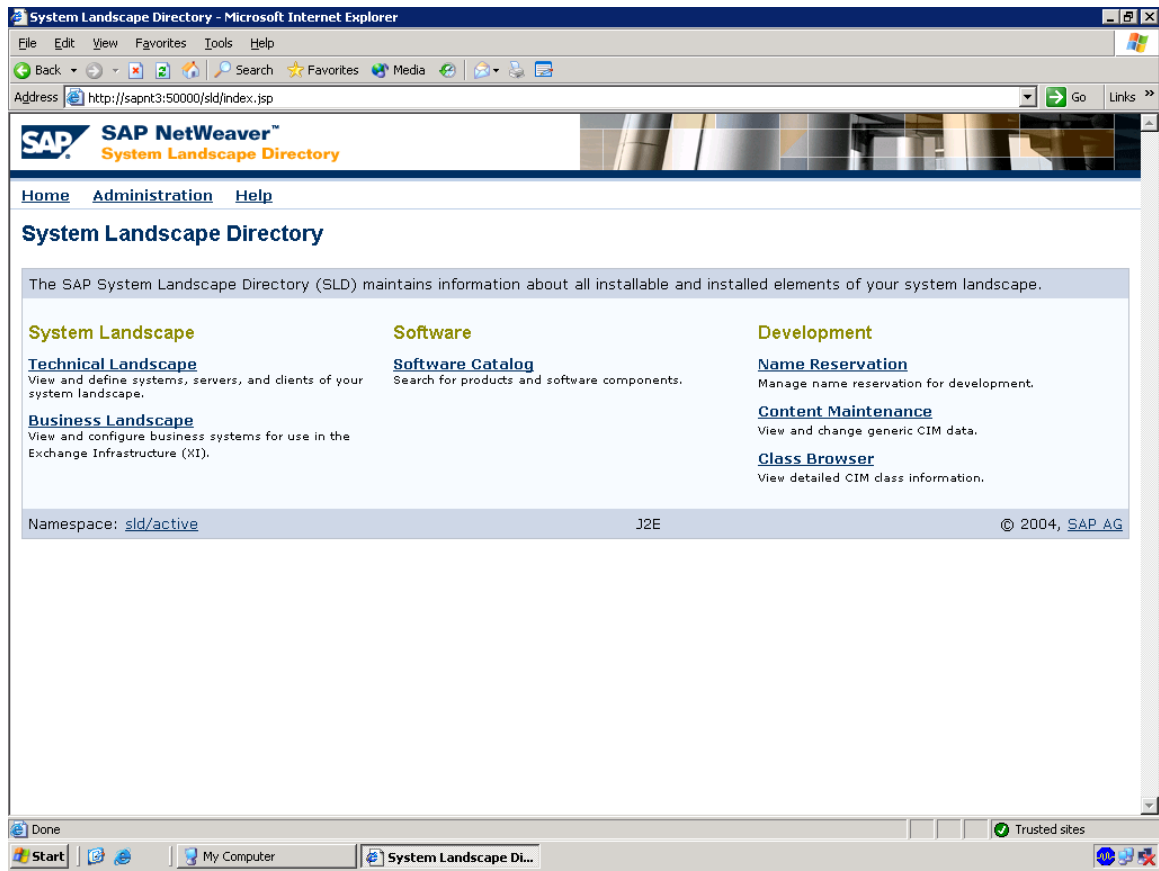 System Landscape Directory - Microsoft Internet Explorer
File Edit View Favorites Tools Help
Back Search Favorites Media
Address http://sapnt3:50000/sld/index.jsp Go Links »
SAP SAP NetWeaver™
System Landscape Directory
Home Administration Help
System Landscape Directory
The SAP System Landscape Directory (SLD) maintains information about all installable and installed elements of your system landscape.
System Landscape
Technical Landscape
View and define systems, servers, and clients of your
system landscape.
Business Landscape
View and configure business systems for use in the
Exchange Infrastructure (XI).
Software
Software Catalog
Search for products and software components.
Development
Name Reservation
Manage name reservation for development.
Content Maintenance
View and change generic CIM data.
Class Browser
View detailed CIM class information.
Namespace: sld/active J2E © 2004, SAP AG
Done Trusted sites
Start My Computer System Landscape Di...